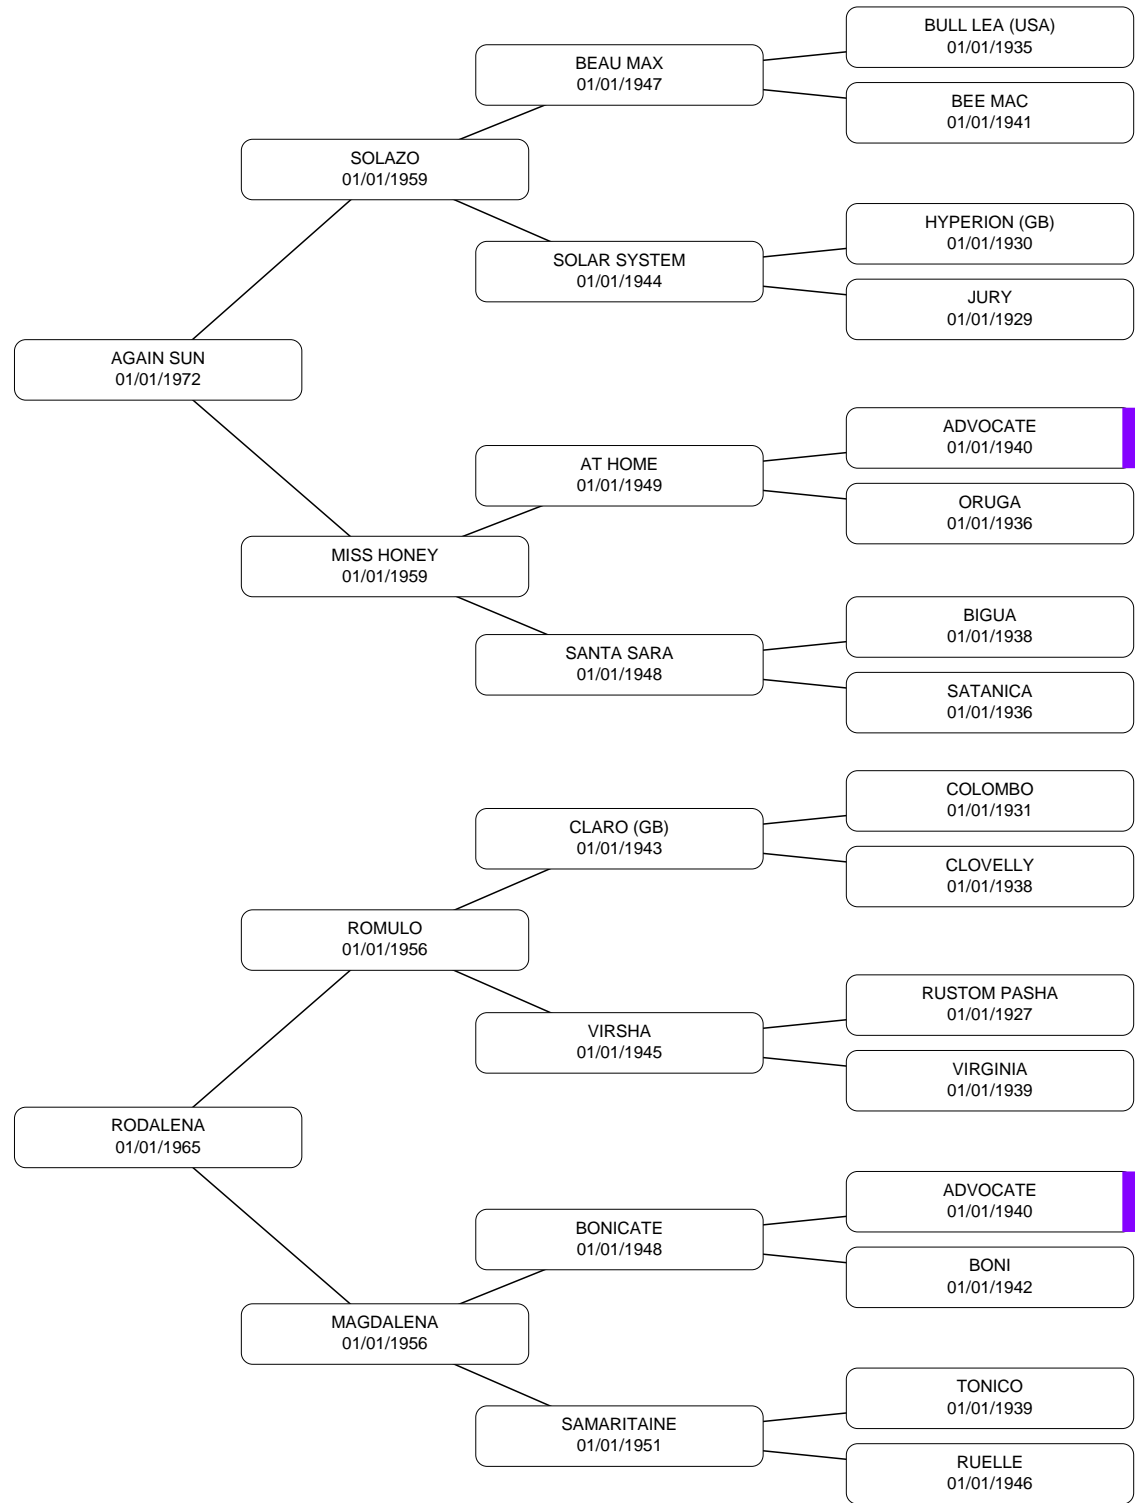 BULL LEA (USA)
01/01/1935
BEAU MAX
01/01/1947
BEE MAC
01/01/1941
SOLAZO
01/01/1959
HYPERION (GB)
01/01/1930
SOLAR SYSTEM
01/01/1944
JURY
01/01/1929
AGAIN SUN
01/01/1972
ADVOCATE
01/01/1940
AT HOME
01/01/1949
ORUGA
01/01/1936
MISS HONEY
01/01/1959
BIGUA
01/01/1938
SANTA SARA
01/01/1948
SATANICA
01/01/1936
COLOMBO
01/01/1931
CLARO (GB)
01/01/1943
CLOVELLY
01/01/1938
ROMULO
01/01/1956
RUSTOM PASHA
01/01/1927
VIRSHA
01/01/1945
VIRGINIA
01/01/1939
RODALENA
01/01/1965
ADVOCATE
01/01/1940
BONICATE
01/01/1948
BONI
01/01/1942
MAGDALENA
01/01/1956
TONICO
01/01/1939
SAMARITAINE
01/01/1951
RUELLE
01/01/1946